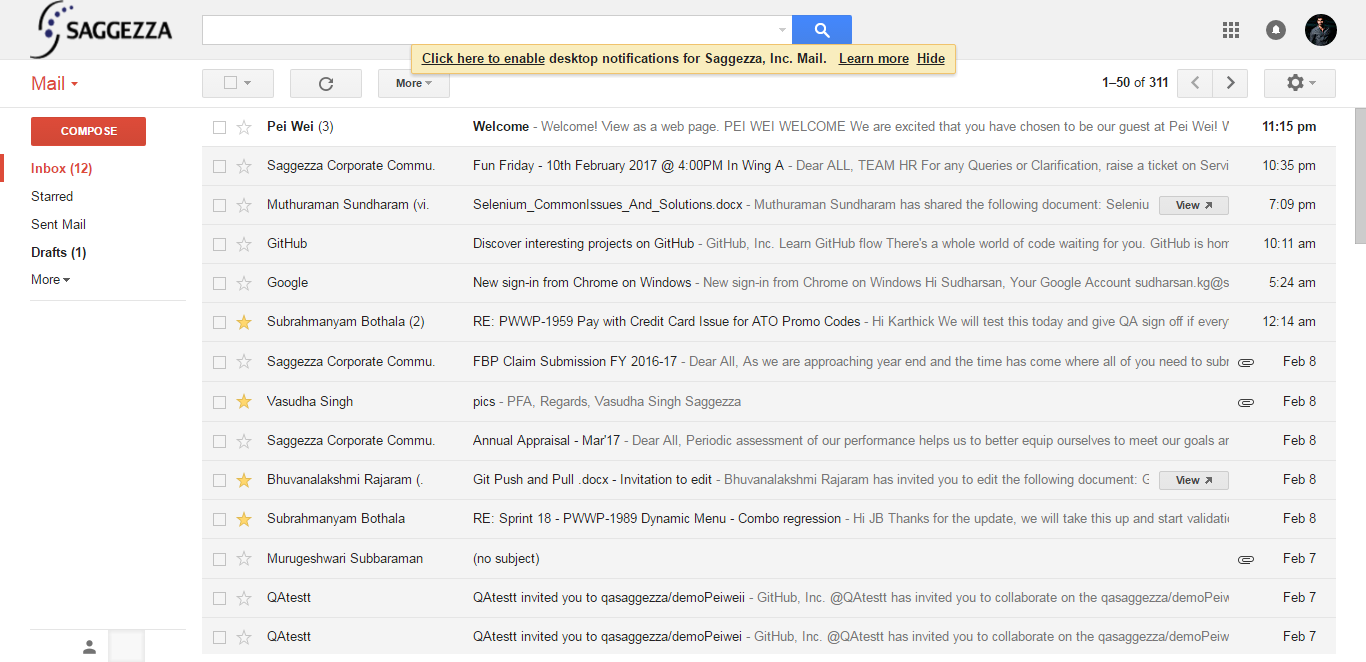 SAGGEZZA
Click here to enable desktop notifications for Saggezza, Inc. Mail. Learn more Hide
Mail
More
1–50 of 311
COMPOSE
Inbox (12)
Starred
Sent Mail
Drafts (1)
More
Pei Wei (3) Welcome - Welcome! View as a web page. PEI WEI WELCOME We are excited that you have chosen to be our guest at Pei Wei! 11:15 pm
Saggezza Corporate Commu. Fun Friday - 10th February 2017 @ 4:00PM In Wing A - Dear ALL, TEAM HR For any Queries or Clarification, raise a ticket on Servi 10:35 pm
Muthuraman Sundharam (vi. Selenium_CommonIssues_And_Solutions.docx - Muthuraman Sundharam has shared the following document: Seleniu View 7:09 pm
GitHub Discover interesting projects on GitHub - GitHub, Inc. Learn GitHub flow There's a whole world of code waiting for you. GitHub is hom 10:11 am
Google New sign-in from Chrome on Windows - New sign-in from Chrome on Windows Hi Sudharsan, Your Google Account sudharsan.kg@s 5:24 am
Subrahmanyam Bothala (2) RE: PWWP-1959 Pay with Credit Card Issue for ATO Promo Codes - Hi Karthick We will test this today and give QA sign off if every 12:14 am
Saggezza Corporate Commu. FBP Claim Submission FY 2016-17 - Dear All, As we are approaching year end and the time has come where all of you need to subr Feb 8
Vasudha Singh pics - PFA, Regards, Vasudha Singh Saggezza Feb 8
Saggezza Corporate Commu. Annual Appraisal - Mar'17 - Dear All, Periodic assessment of our performance helps us to better equip ourselves to meet our goals ar Feb 8
Bhuvanalakshmi Rajaram (. Git Push and Pull .docx - Invitation to edit - Bhuvanalakshmi Rajaram has invited you to edit the following document: G View Feb 8
Subrahmanyam Bothala RE: Sprint 18 - PWWP-1989 Dynamic Menu - Combo regression - Hi JB Thanks for the update, we will take this up and start validati Feb 8
Murugeshwari Subbaraman (no subject) Feb 7
QAtestt QAtestt invited you to qasaggezza/demoPeiweii - GitHub, Inc. @QAtestt has invited you to collaborate on the qasaggezza/demoPeiw Feb 7
QAtestt QAtestt invited you to qasaggezza/demoPeiwei - GitHub, Inc. @QAtestt has invited you to collaborate on the qasaggezza/demoPeiw Feb 7